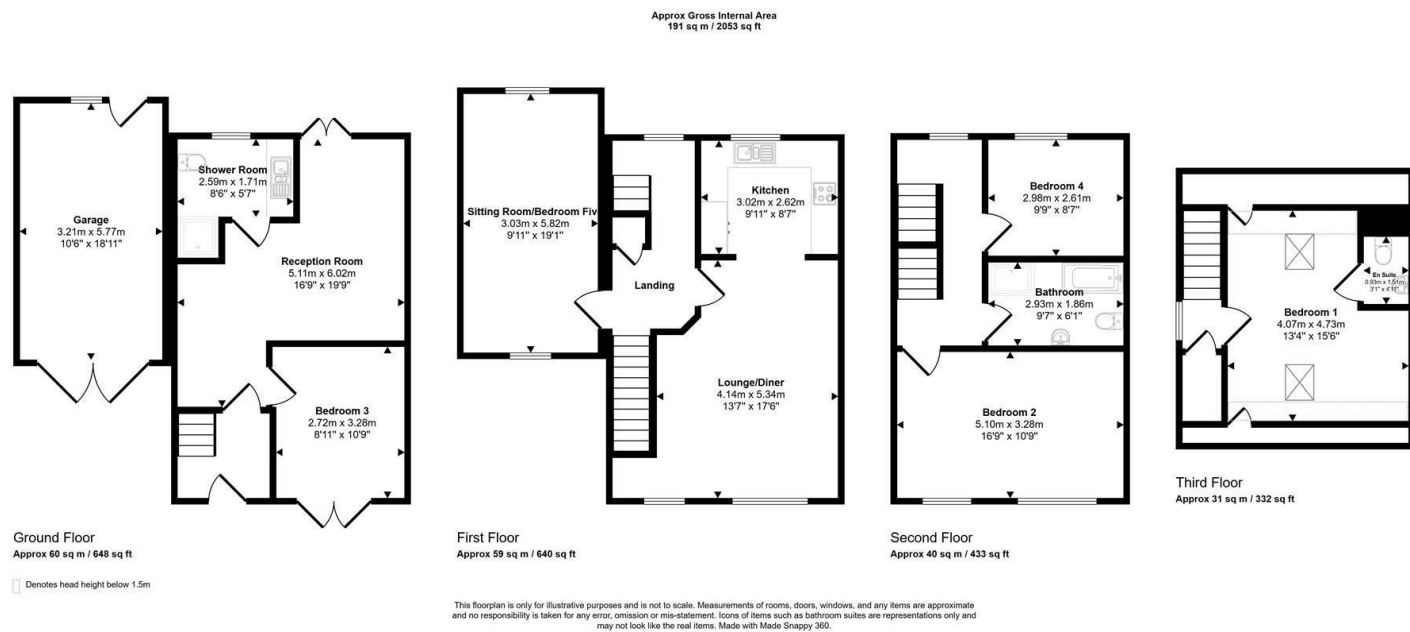 Approx Gross Internal Area
191 sq m / 2053 sq ft
Garage
3.21m x 5.77m
10'6" x 18'11"
Shower Room
2.59m x 1.71m
8'6" x 5'7"
Reception Room
5.11m x 6.02m
16'9" x 19'9"
Bedroom 3
2.72m x 3.28m
8'11" x 10'9"
Ground Floor
Approx 60 sq m / 648 sq ft
Denotes head height below 1.5m
Sitting Room/Bedroom Fiv
3.03m x 5.82m
9'11" x 19'1"
Kitchen
3.02m x 2.62m
9'11" x 8'7"
Landing
Lounge/Diner
4.14m x 5.34m
13'7" x 17'6"
First Floor
Approx 59 sq m / 640 sq ft
Bedroom 4
2.98m x 2.61m
9'9" x 8'7"
Bathroom
2.93m x 1.86m
9'7" x 6'1"
Bedroom 2
5.10m x 3.28m
16'9" x 10'9"
Second Floor
Approx 40 sq m / 433 sq ft
En Suite
0.93m x 1.51m
3'1" x 4'11"
Bedroom 1
4.07m x 4.73m
13'4" x 15'6"
Third Floor
Approx 31 sq m / 332 sq ft
This floorplan is only for illustrative purposes and is not to scale. Measurements of rooms, doors, windows, and any items are approximate
and no responsibility is taken for any error, omission or mis-statement. Icons of items such as bathroom suites are representations only and
may not look like the real items. Made with Made Snappy 360.